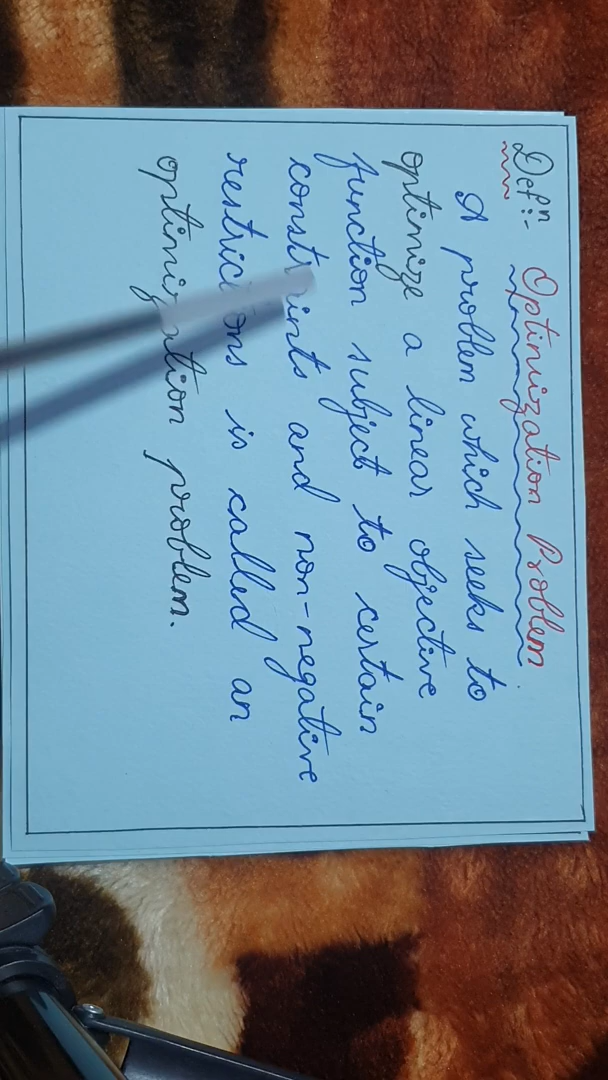 Defⁿ:- Optimization Problem
A problem which seeks to
optimize a linear objective
function subject to certain
constraints and non-negative
restrictions is called an
optimization problem.